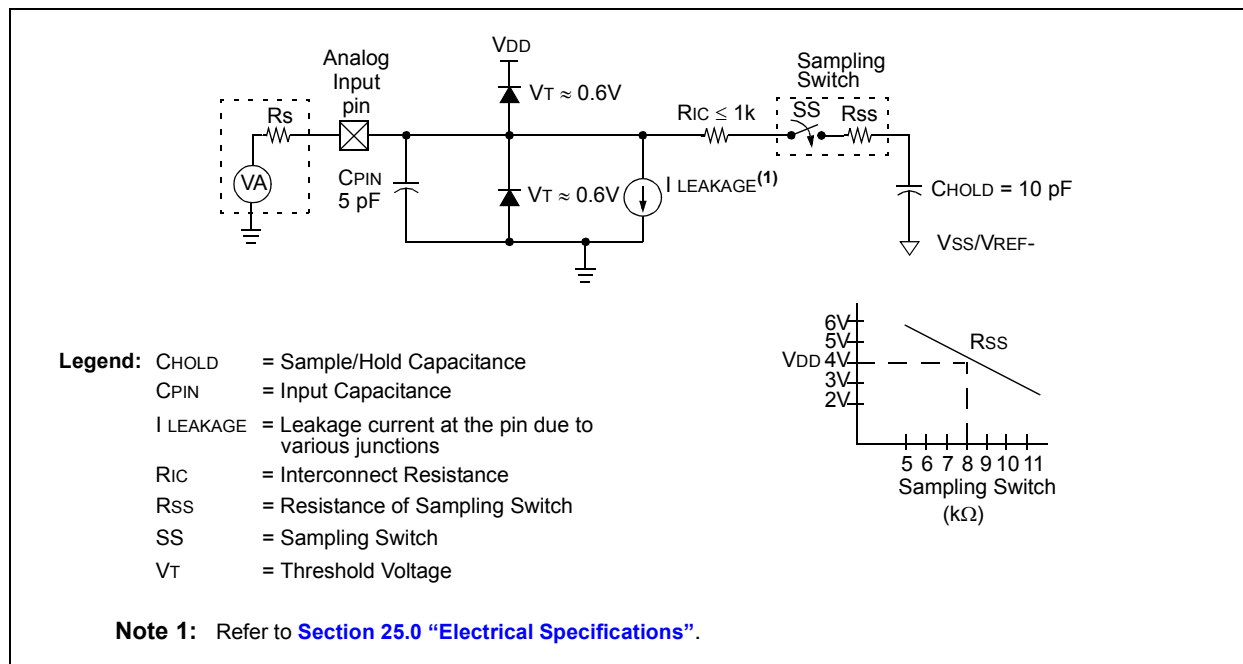 VDD
Analog
Input
pin
Sampling
Switch
VT ≈ 0.6V
Rs
RIC ≤ 1k
SS
Rss
VA
CPIN
5 pF
VT ≈ 0.6V
I LEAKAGE(1)
CHOLD = 10 pF
VSS/VREF-
6V
5V
VDD 4V
3V
2V
RSS
5 6 7 8 9 10 11
Sampling Switch
(kΩ)
Legend: CHOLD = Sample/Hold Capacitance
CPIN = Input Capacitance
I LEAKAGE = Leakage current at the pin due to
various junctions
RIC = Interconnect Resistance
RSS = Resistance of Sampling Switch
SS = Sampling Switch
VT = Threshold Voltage
Note 1: Refer to Section 25.0 “Electrical Specifications”.